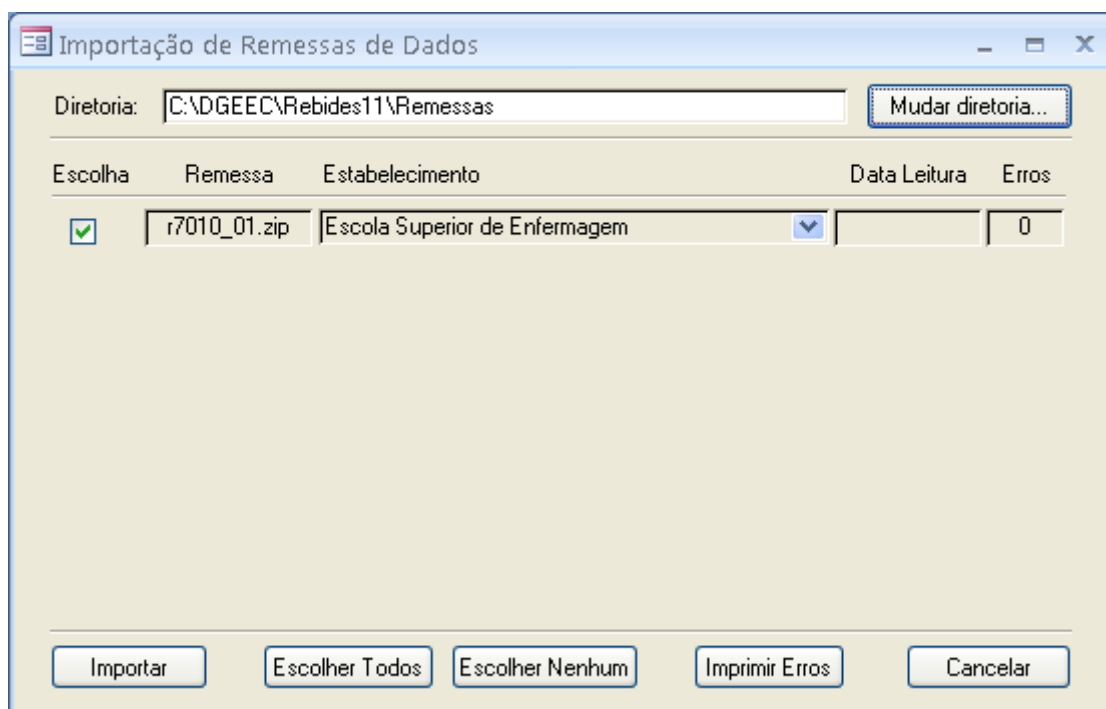 Importação de Remessas de Dados
Diretoria: C:\DGEEC\Rebides11\Remessas Mudar diretoria...
Escolha Remessa Estabelecimento Data Leitura Erros
r7010_01.zip Escola Superior de Enfermagem 0
Importar Escolher Todos Escolher Nenhum Imprimir Erros Cancelar